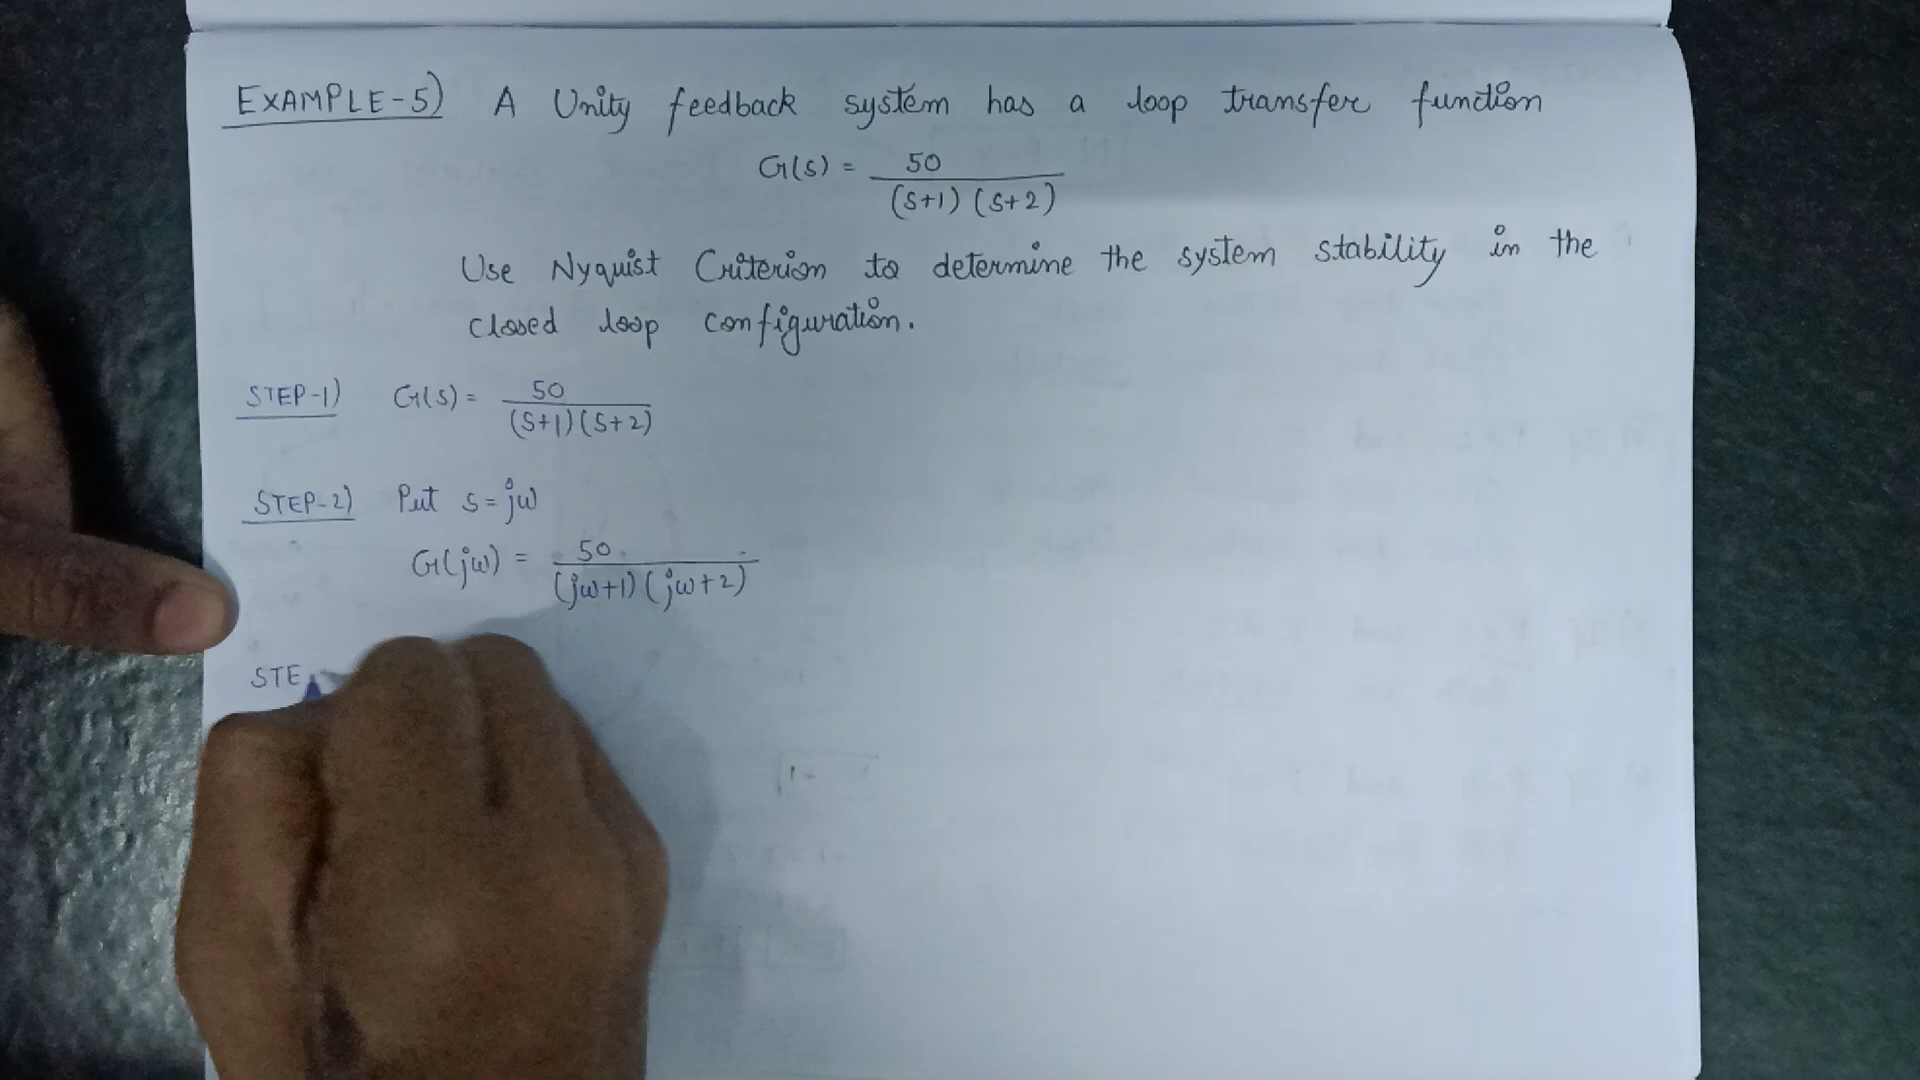 EXAMPLE-5) A Unity feedback system has a loop transfer function
G(s) = 50
(s+1) (s+2)
Use Nyquist Criterion to determine the system stability in the
closed loop configuration.
STEP-1) G(s) = 50
(s+1)(s+2)
STEP-2) Put s=jω
G(jω) = 50
(jω+1)(jω+2)
STE